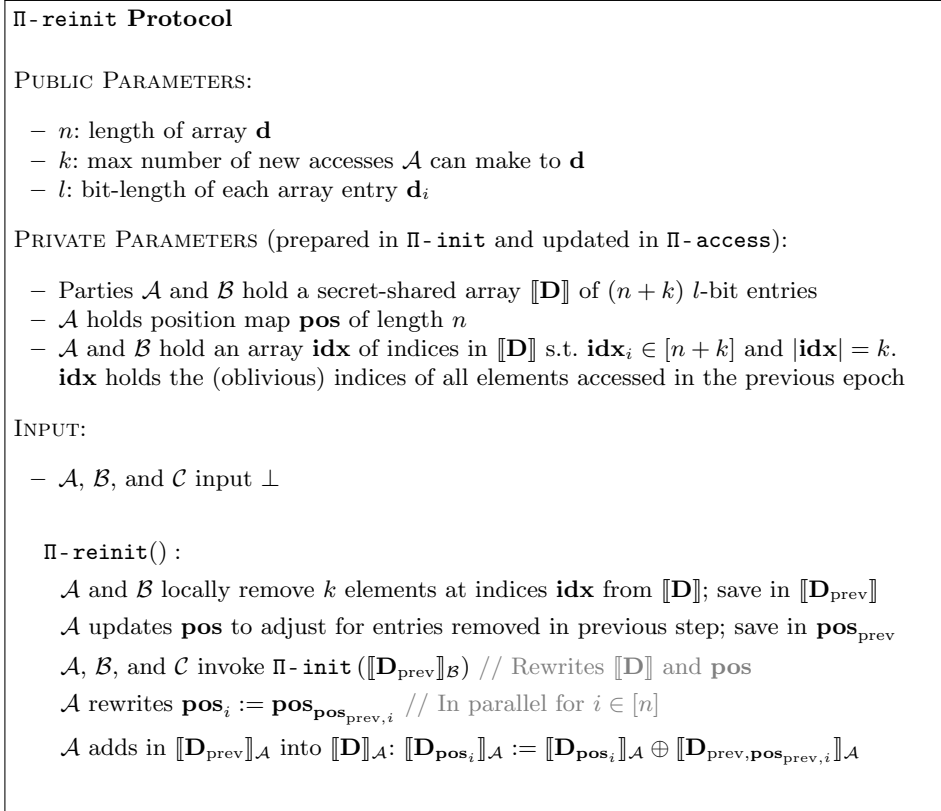 Π-reinit Protocol
PUBLIC PARAMETERS:
– n: length of array d
– k: max number of new accesses 𝒜 can make to d
– l: bit-length of each array entry dᵢ
PRIVATE PARAMETERS (prepared in Π-init and updated in Π-access):
– Parties 𝒜 and ℬ hold a secret-shared array ⟦D⟧ of (n + k) l-bit entries
– 𝒜 holds position map pos of length n
– 𝒜 and ℬ hold an array idx of indices in ⟦D⟧ s.t. idxᵢ ∈ [n + k] and |idx| = k.
idx holds the (oblivious) indices of all elements accessed in the previous epoch
INPUT:
– 𝒜, ℬ, and 𝒞 input ⊥
Π-reinit() :
𝒜 and ℬ locally remove k elements at indices idx from ⟦D⟧; save in ⟦D_prev⟧
𝒜 updates pos to adjust for entries removed in previous step; save in pos_prev
𝒜, ℬ, and 𝒞 invoke Π-init(⟦D_prev⟧_ℬ) // Rewrites ⟦D⟧ and pos
𝒜 rewrites pos_i := pos_{pos_{prev,i}} // In parallel for i ∈ [n]
𝒜 adds in ⟦D_prev⟧_𝒜 into ⟦D⟧_𝒜: ⟦D_{pos_i}⟧_𝒜 := ⟦D_{pos_i}⟧_𝒜 ⊕ ⟦D_{prev,pos_{prev,i}}⟧_𝒜